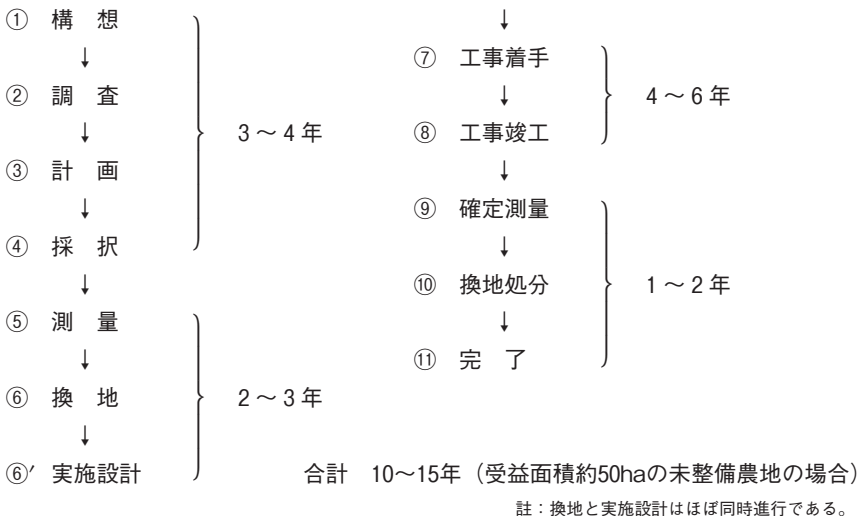 ① 構　想
↓
② 調　査
↓
③ 計　画
↓
④ 採　択
3～4年
↓
⑤ 測　量
↓
⑥ 換　地
↓
⑥′ 実施設計
2～3年
↓
⑦ 工事着手
↓
⑧ 工事竣工
4～6年
↓
⑨ 確定測量
↓
⑩ 換地処分
↓
⑪ 完　了
1～2年
合計　10～15年（受益面積約50haの未整備農地の場合）
註：換地と実施設計はほぼ同時進行である。